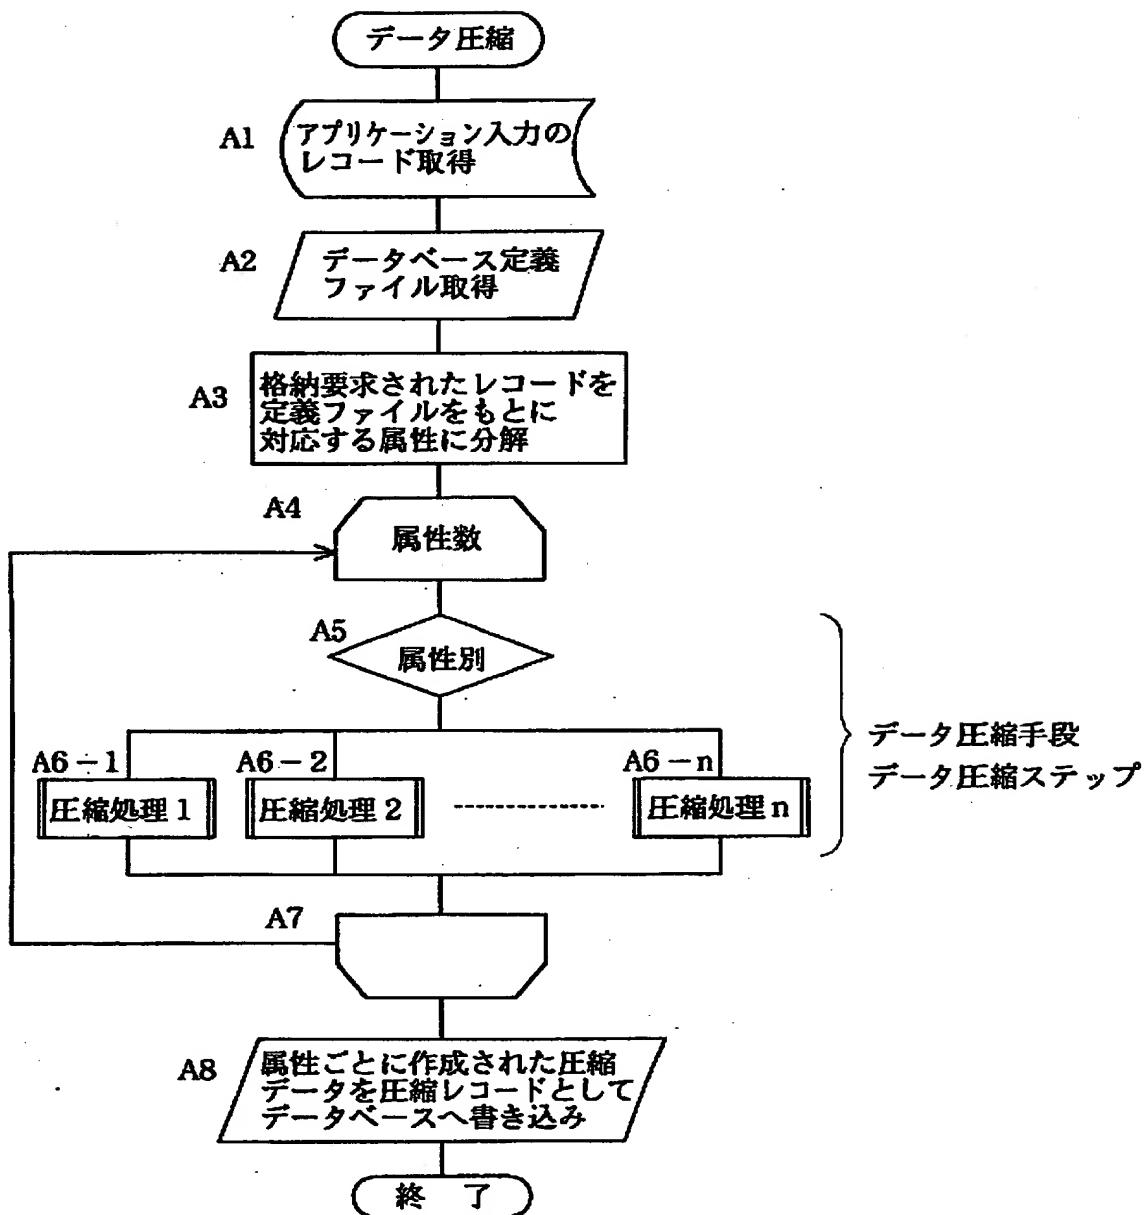 データ圧縮
A1
アプリケーション入力の
レコード取得
A2
データベース定義
ファイル取得
A3
格納要求されたレコードを
定義ファイルをもとに
対応する属性に分解
A4
属性数
A5
属性別
データ圧縮手段
データ圧縮ステップ
A6-1
圧縮処理1
A6-2
圧縮処理2
A6-n
圧縮処理n
A7
A8
属性ごとに作成された圧縮
データを圧縮レコードとして
データベースへ書き込み
終 了